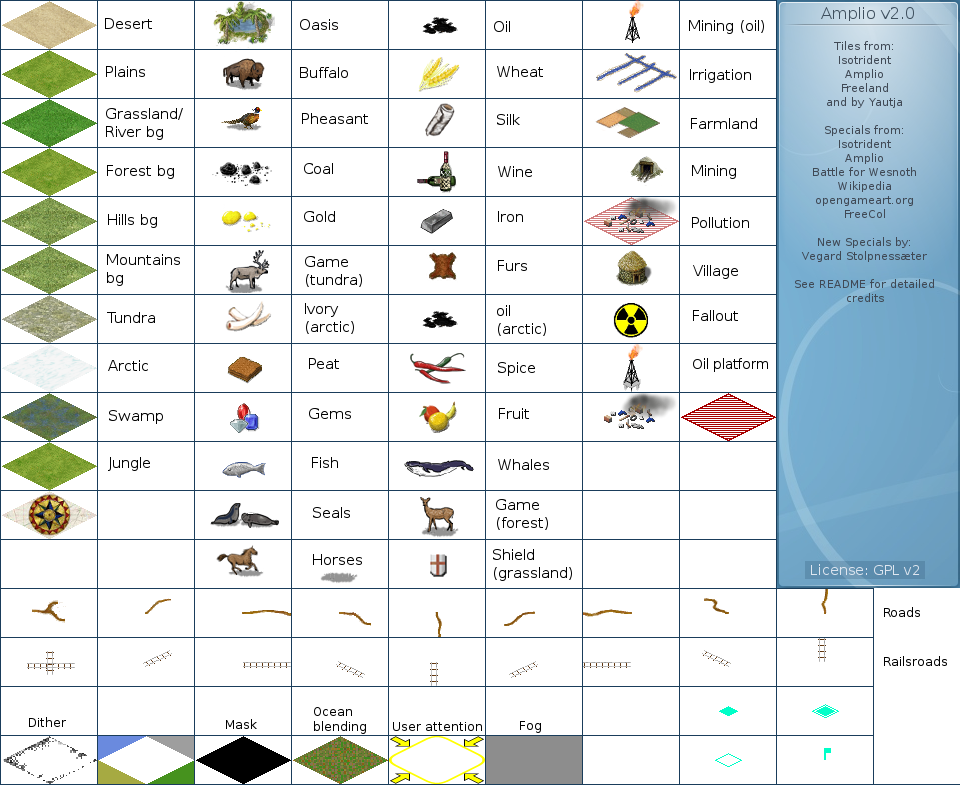 Desert
Oasis
Oil
Mining (oil)
Plains
Buffalo
Wheat
Irrigation
Grassland/
River bg
Pheasant
Silk
Farmland
Forest bg
Coal
Wine
Mining
Hills bg
Gold
Iron
Pollution
Mountains
bg
Game
(tundra)
Furs
Village
Tundra
Ivory
(arctic)
oil
(arctic)
Fallout
Arctic
Peat
Spice
Oil platform
Swamp
Gems
Fruit
Jungle
Fish
Whales
Seals
Game
(forest)
Horses
Shield
(grassland)
Amplio v2.0
Tiles from:
Isotrident
Amplio
Freeland
and by Yautja
Specials from:
Isotrident
Amplio
Battle for Wesnoth
Wikipedia
opengameart.org
FreeCol
New Specials by:
Vegard Stolpnessæter
See README for detailed
credits
License: GPL v2
Roads
Railsroads
Dither
Mask
Ocean
blending
User attention
Fog